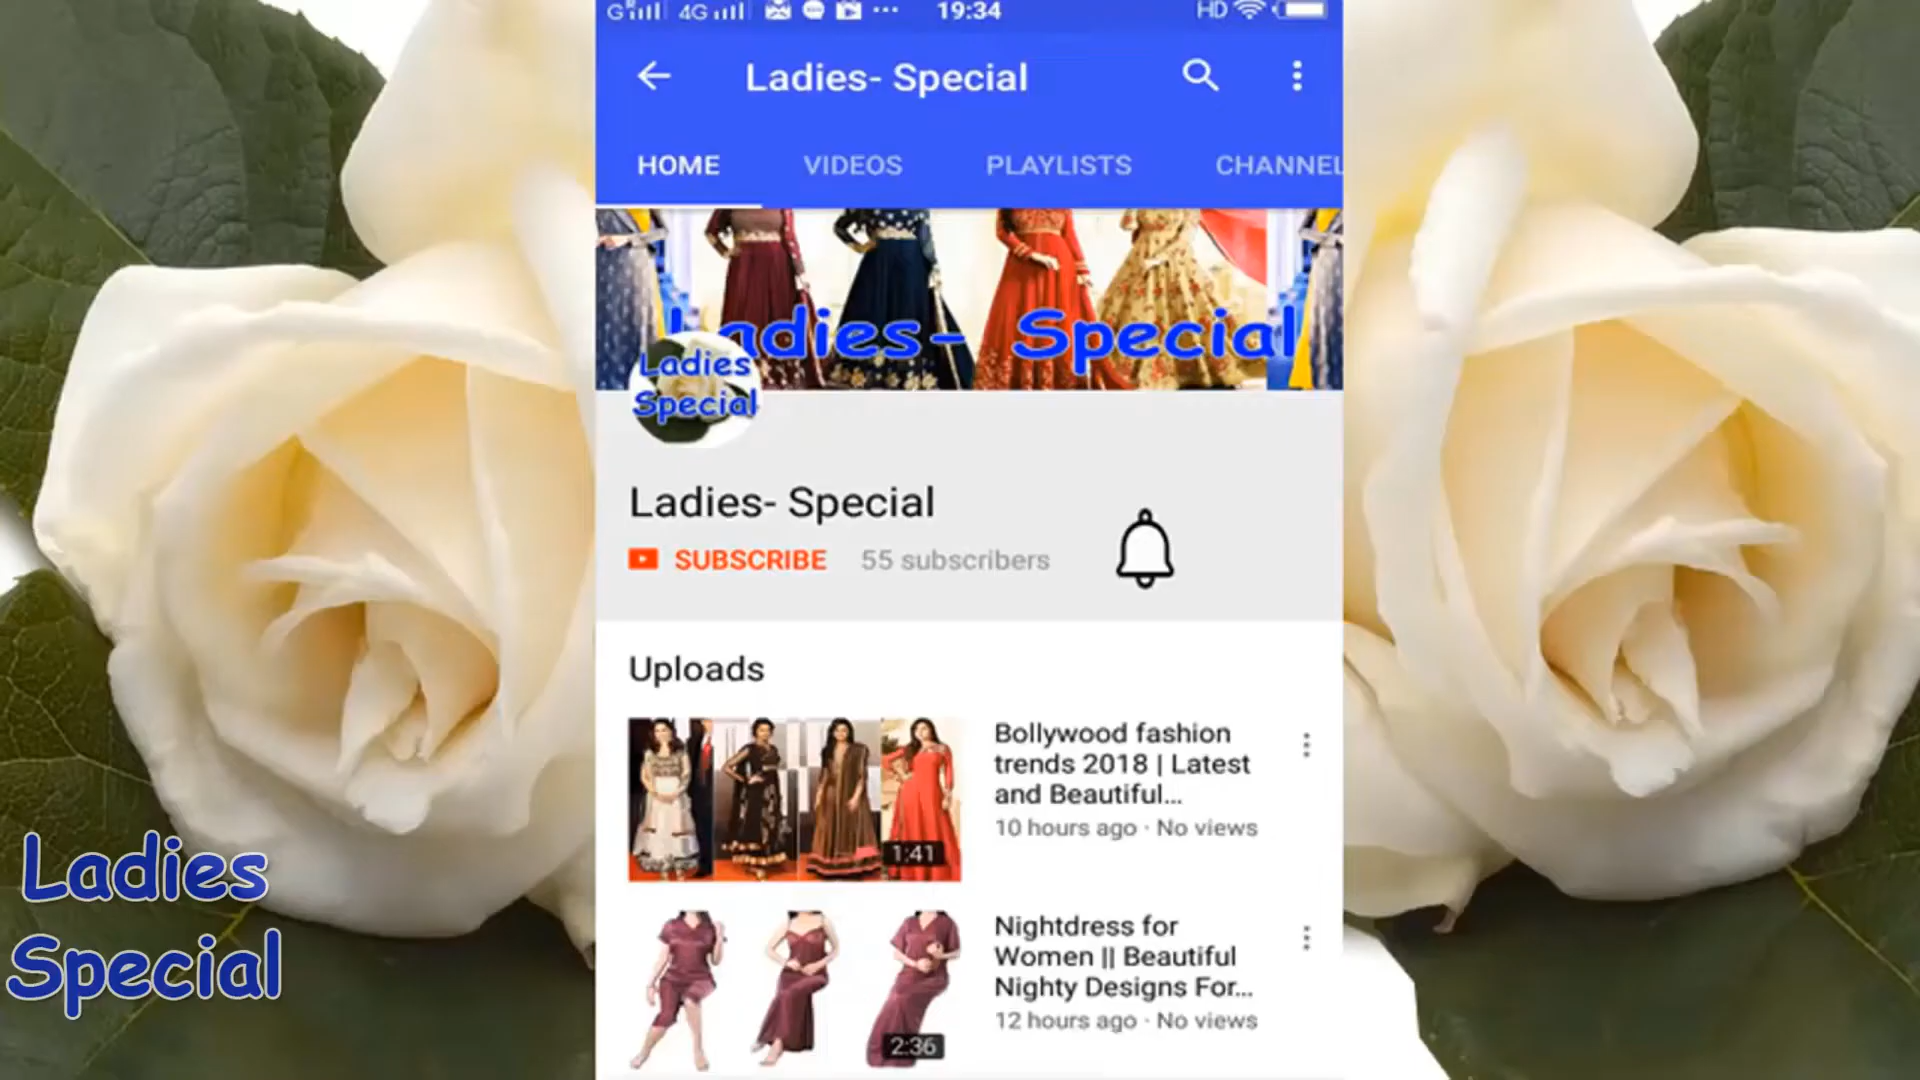 4G
19:34
HD
Ladies- Special
HOME
VIDEOS
PLAYLISTS
CHANNEL
Ladies- Special
Ladies
Special
Ladies- Special
SUBSCRIBE
55 subscribers
Uploads
Bollywood fashion
trends 2018 | Latest
and Beautiful...
10 hours ago · No views
1:41
Nightdress for
Women || Beautiful
Nighty Designs For...
12 hours ago · No views
2:36
Ladies
Special